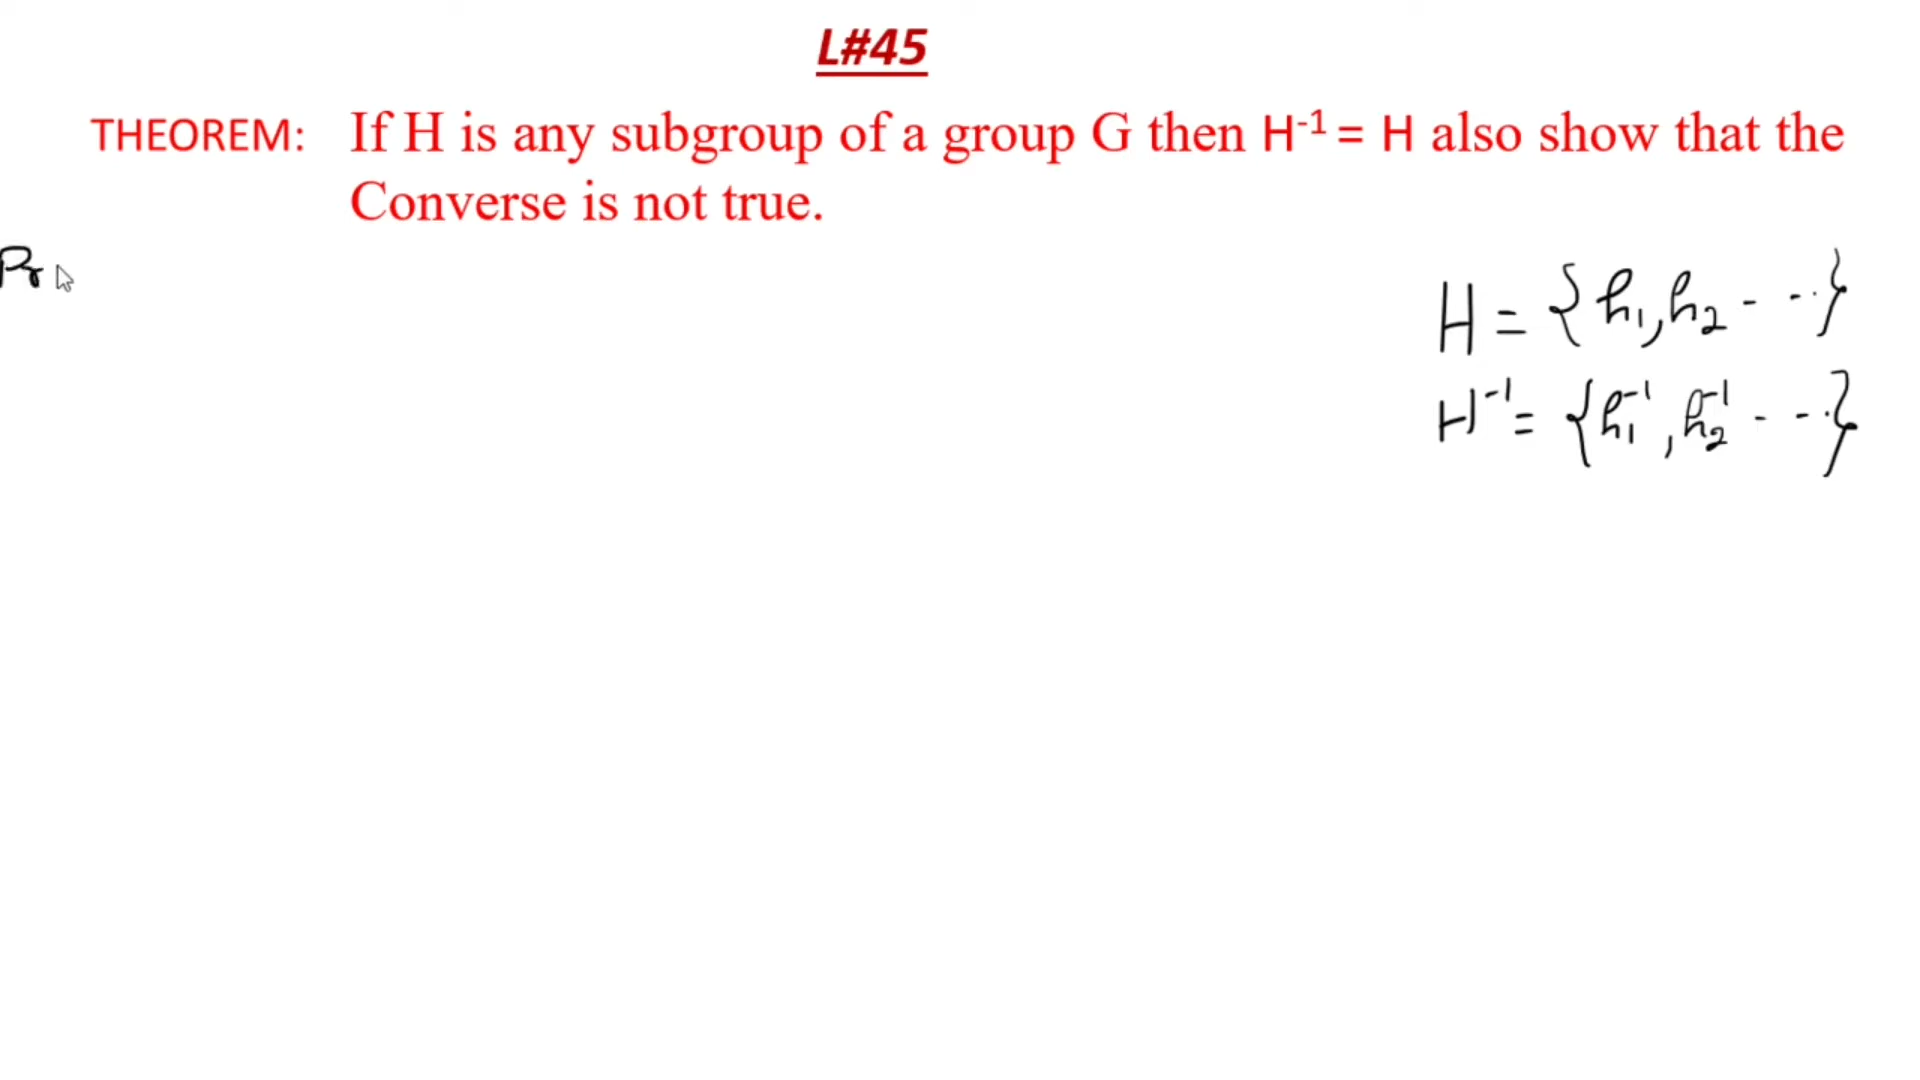 L#45
THEOREM: If H is any subgroup of a group G then H⁻¹ = H also show that the
Converse is not true.
Pr
H = {h₁, h₂ - - ·}
H⁻¹ = {h₁⁻¹, h₂⁻¹ - - ·}